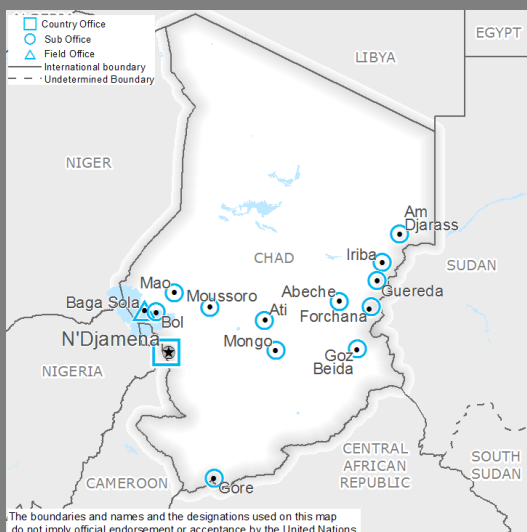 Country Office
Sub Office
Field Office
International boundary
Undetermined Boundary
EGYPT
LIBYA
NIGER
Am
Djarass
CHAD
Iriba
SUDAN
Mao
Moussoro
Abeche
Guereda
Baga Sola
Bol
Ati
Forchana
N'Djamena
Mongo
Goz
Beida
NIGERIA
CENTRAL
AFRICAN
REPUBLIC
SOUTH
SUDAN
CAMEROON
Gore
The boundaries and names and the designations used on this map
do not imply official endorsement or acceptance by the United Nations